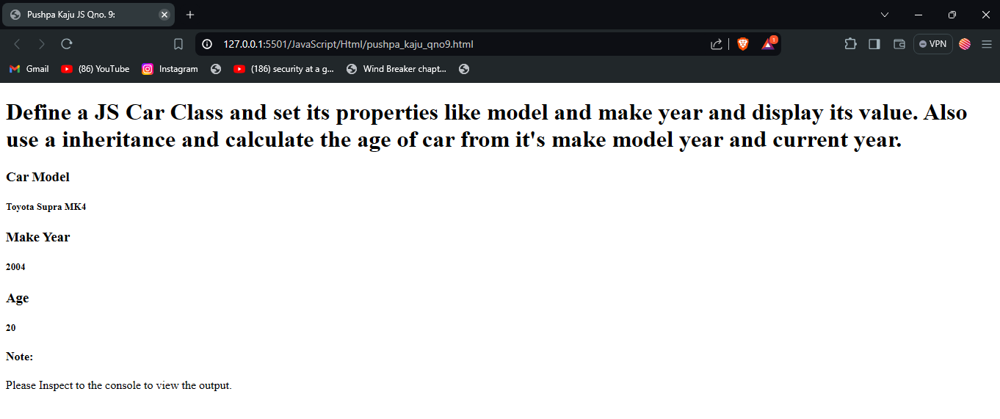 Pushpa Kaju JS Qno. 9:
127.0.0.1:5501/JavaScript/Html/pushpa_kaju_qno9.html
1
VPN
Gmail
(86) YouTube
Instagram
(186) security at a g...
Wind Breaker chapt...
Define a JS Car Class and set its properties like model and make year and display its value. Also
use a inheritance and calculate the age of car from it's make model year and current year.
Car Model
Toyota Supra MK4
Make Year
2004
Age
20
Note:
Please Inspect to the console to view the output.